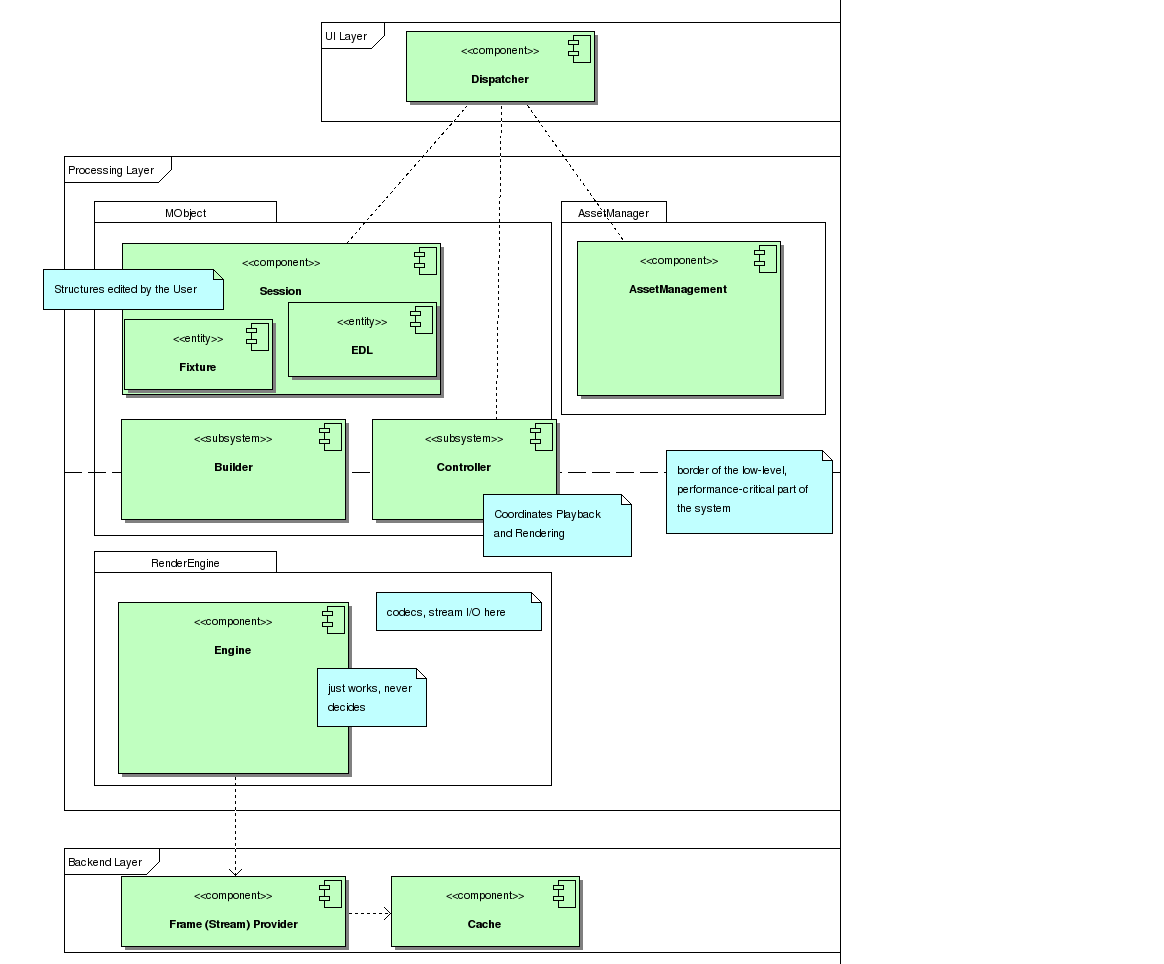 UI Layer
<<component>>
Dispatcher
Processing Layer
MObject
AssetManager
<<component>>
Session
Structures edited by the User
<<entity>>
Fixture
<<entity>>
EDL
<<component>>
AssetManagement
<<subsystem>>
Builder
<<subsystem>>
Controller
Coordinates Playback
and Rendering
border of the low-level,
performance-critical part of
the system
RenderEngine
<<component>>
Engine
codecs, stream I/O here
just works, never
decides
Backend Layer
<<component>>
Frame (Stream) Provider
<<component>>
Cache